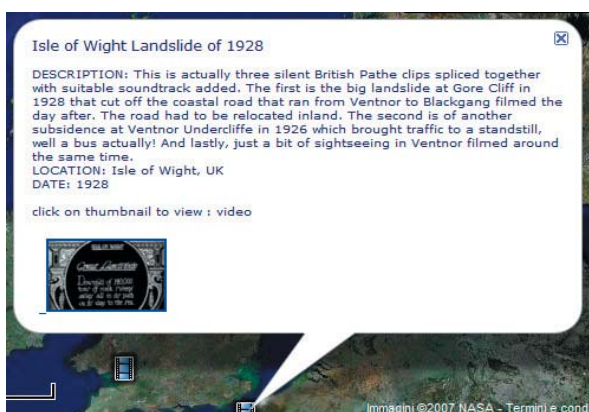 Isle of Wight Landslide of 1928
DESCRIPTION: This is actually three silent British Pathe clips spliced together
with suitable soundtrack added. The first is the big landslide at Gore Cliff in
1928 that cut off the coastal road that ran from Ventnor to Blackgang filmed the
day after. The road had to be relocated inland. The second is of another
subsidence at Ventnor Undercliffe in 1926 which brought traffic to a standstill,
well a bus actually! And lastly, just a bit of sightseeing in Ventnor filmed around
the same time.
LOCATION: Isle of Wight, UK
DATE: 1928
click on thumbnail to view : video
Great Landslide
Immagini ©2007 NASA - Termini e cond